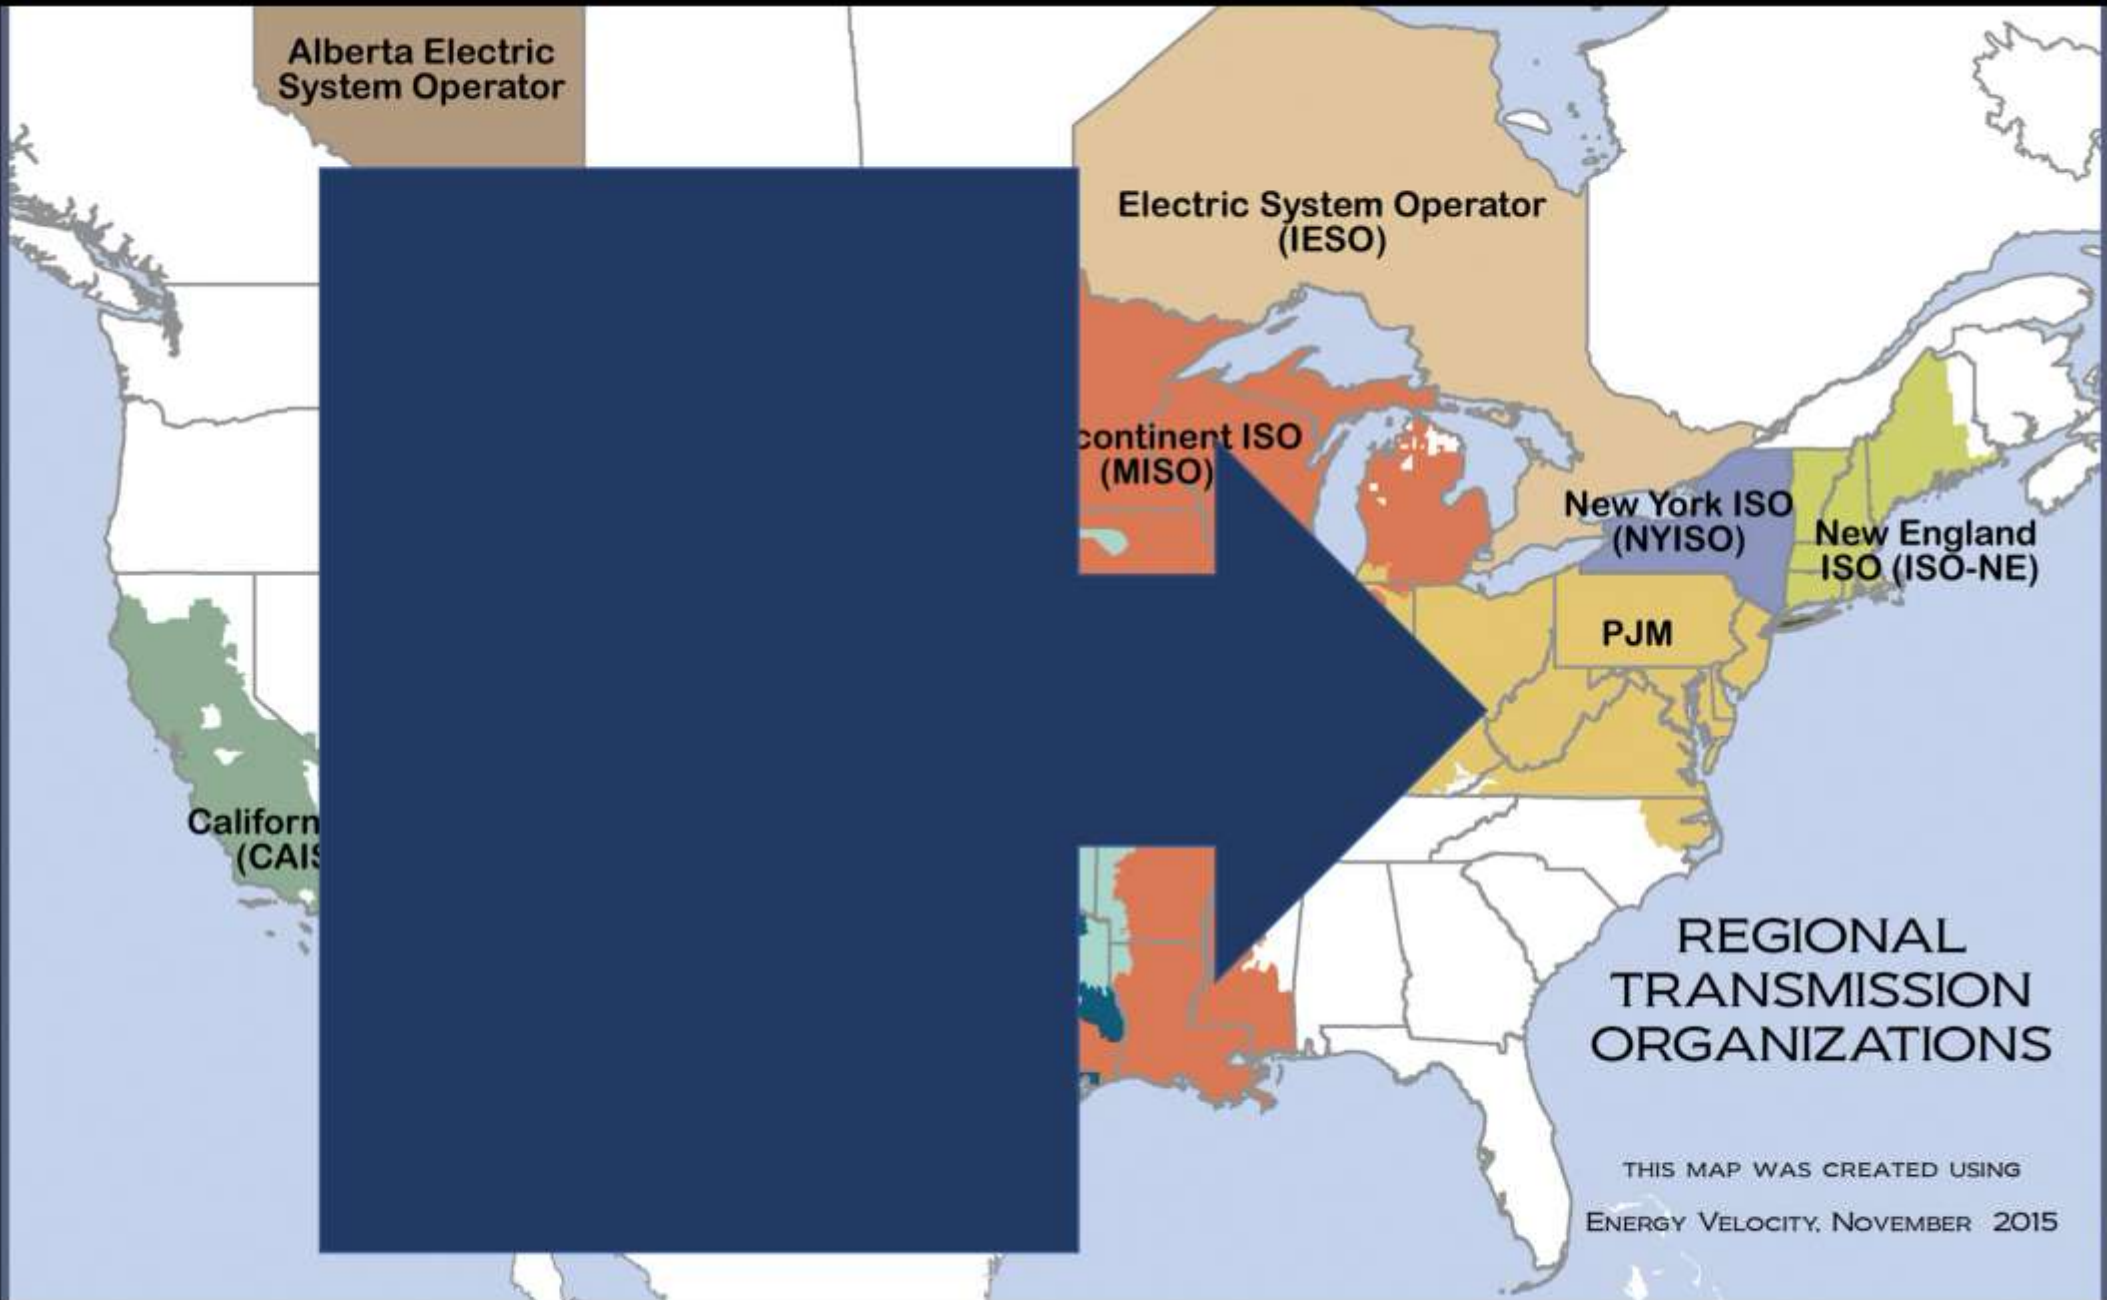 Alberta Electric
System Operator
Electric System Operator
(IESO)
continent ISO
(MISO)
New York ISO
(NYISO)
New England
ISO (ISO-NE)
PJM
Californ
(CAIS
REGIONAL
TRANSMISSION
ORGANIZATIONS
THIS MAP WAS CREATED USING
ENERGY VELOCITY, NOVEMBER 2015